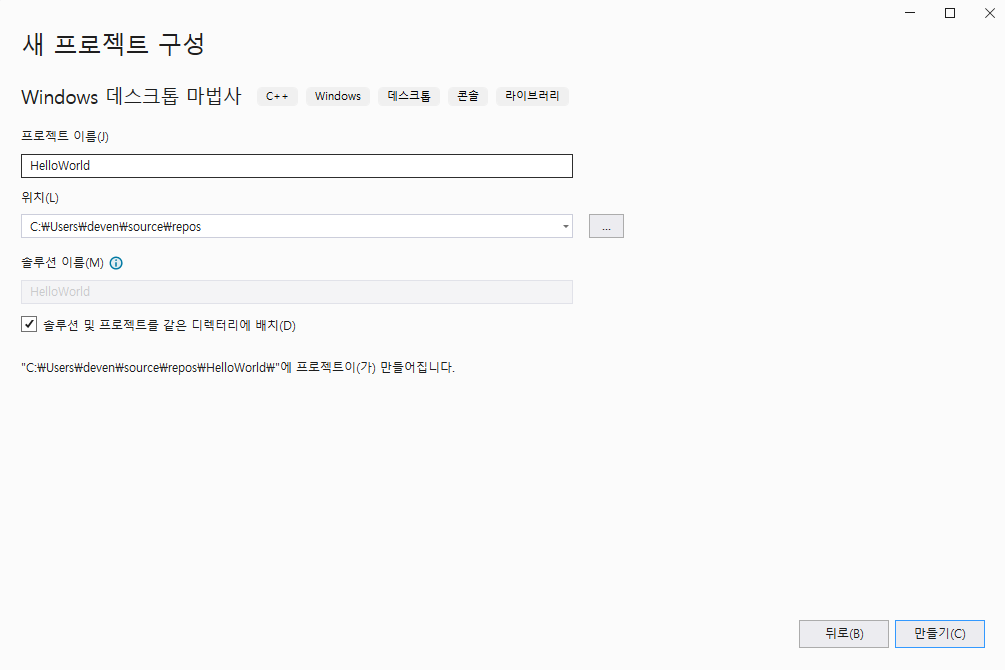 새 프로젝트 구성
Windows 데스크톱 마법사 C++ Windows 데스크톱 콘솔 라이브러리
프로젝트 이름(J)
HelloWorld
위치(L)
C:₩Users₩deven₩source₩repos
...
솔루션 이름(M)
HelloWorld
솔루션 및 프로젝트를 같은 디렉터리에 배치(D)
"C:₩Users₩deven₩source₩repos₩HelloWorld₩"에 프로젝트이(가) 만들어집니다.
뒤로(B) 만들기(C)